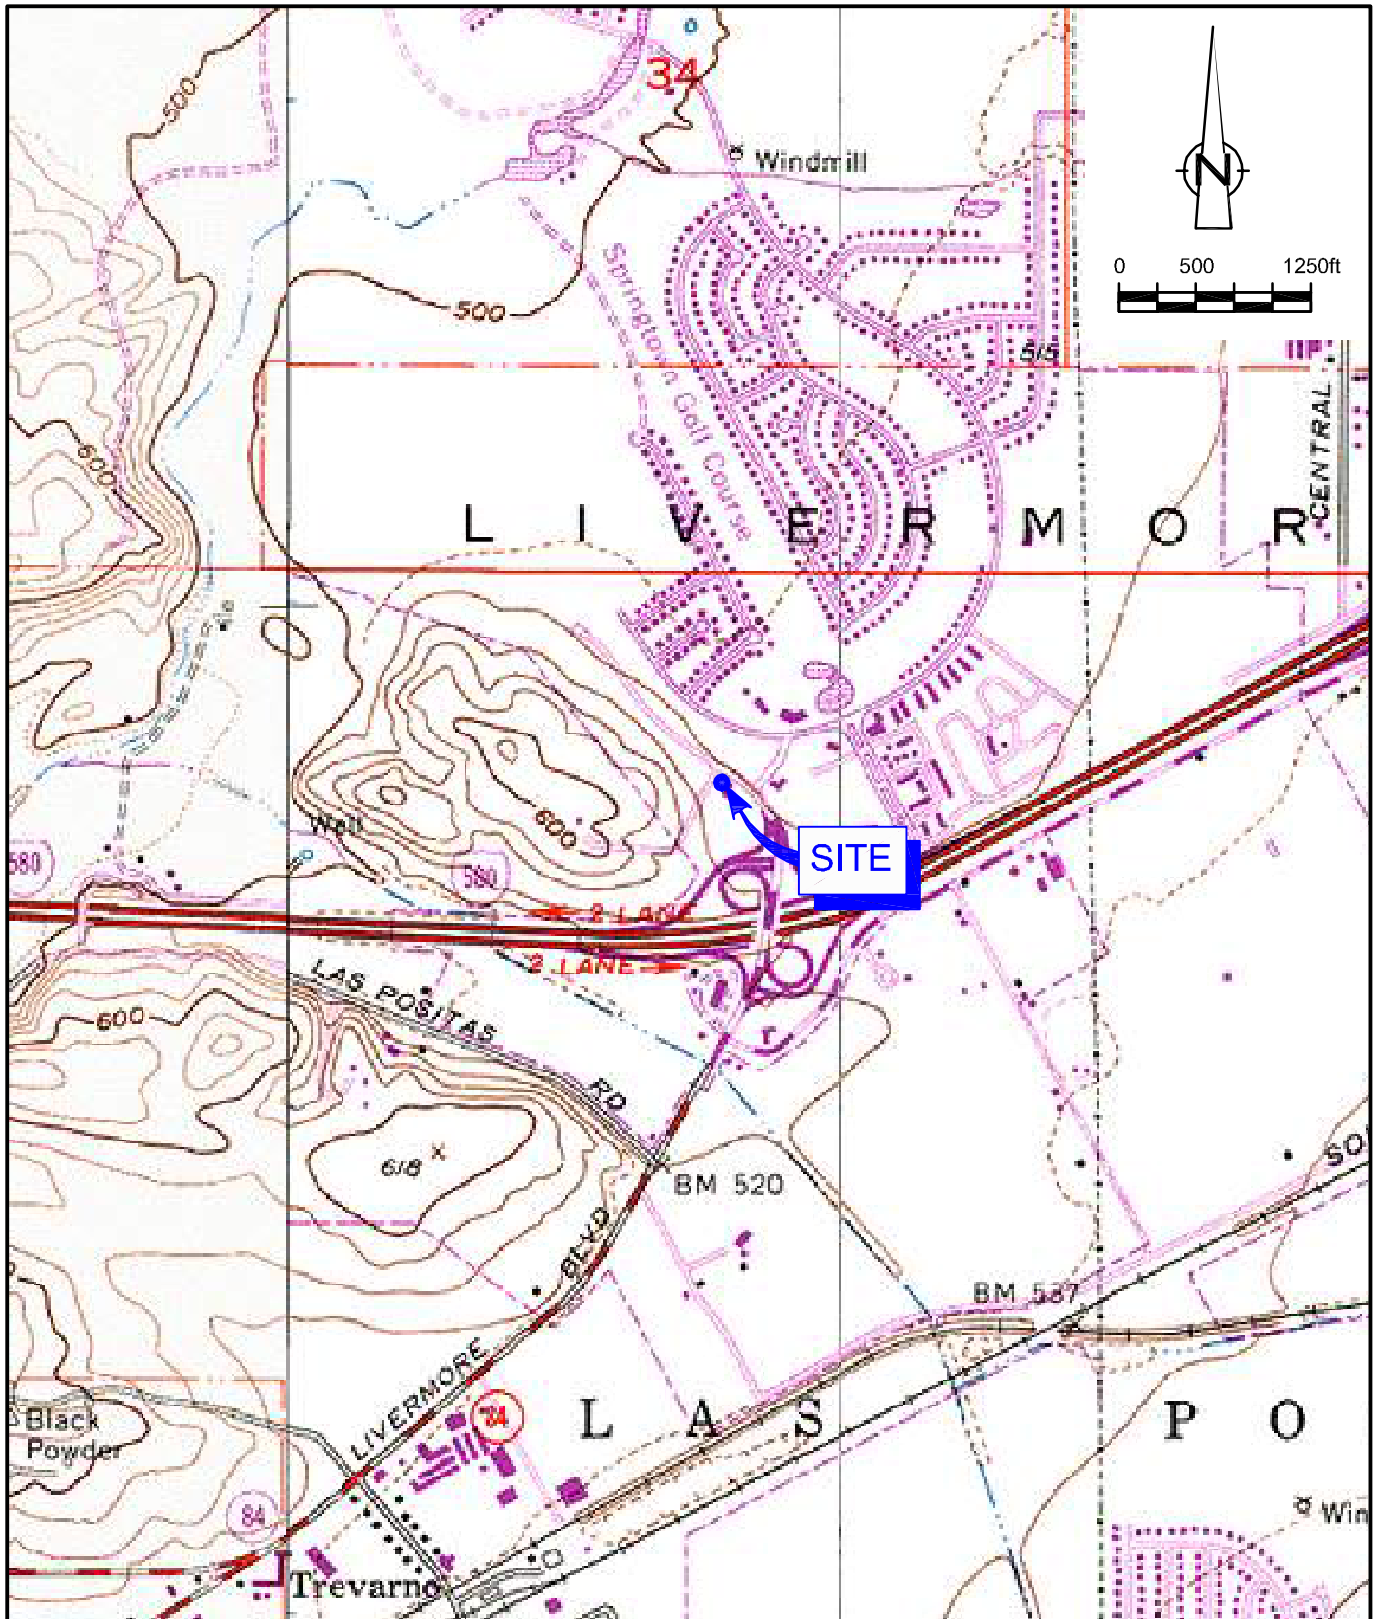 34
500
Windmill
N
0 500 1250ft
Springtown Golf Course
500
515
CENTRAL
600
L I V E R M O R
Well
600
SITE
580
580
2 LANE
2 LANE
LAS POSITAS RD
600
618
BM 520
SO
BLVD
BM 537
LIVERMORE
84
L A S P O
Black
Powder
84
Win
Trevarno